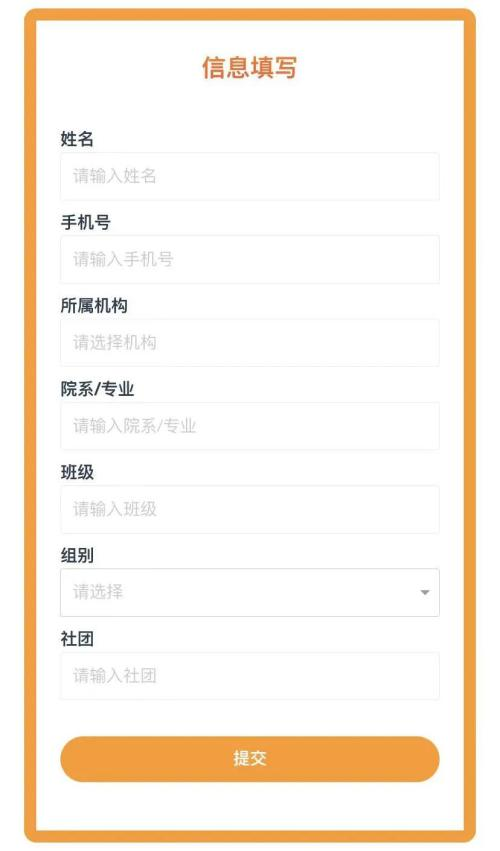 信息填写
姓名
请输入姓名
手机号
请输入手机号
所属机构
请选择机构
院系/专业
请输入院系/专业
班级
请输入班级
组别
请选择
社团
请输入社团
提交